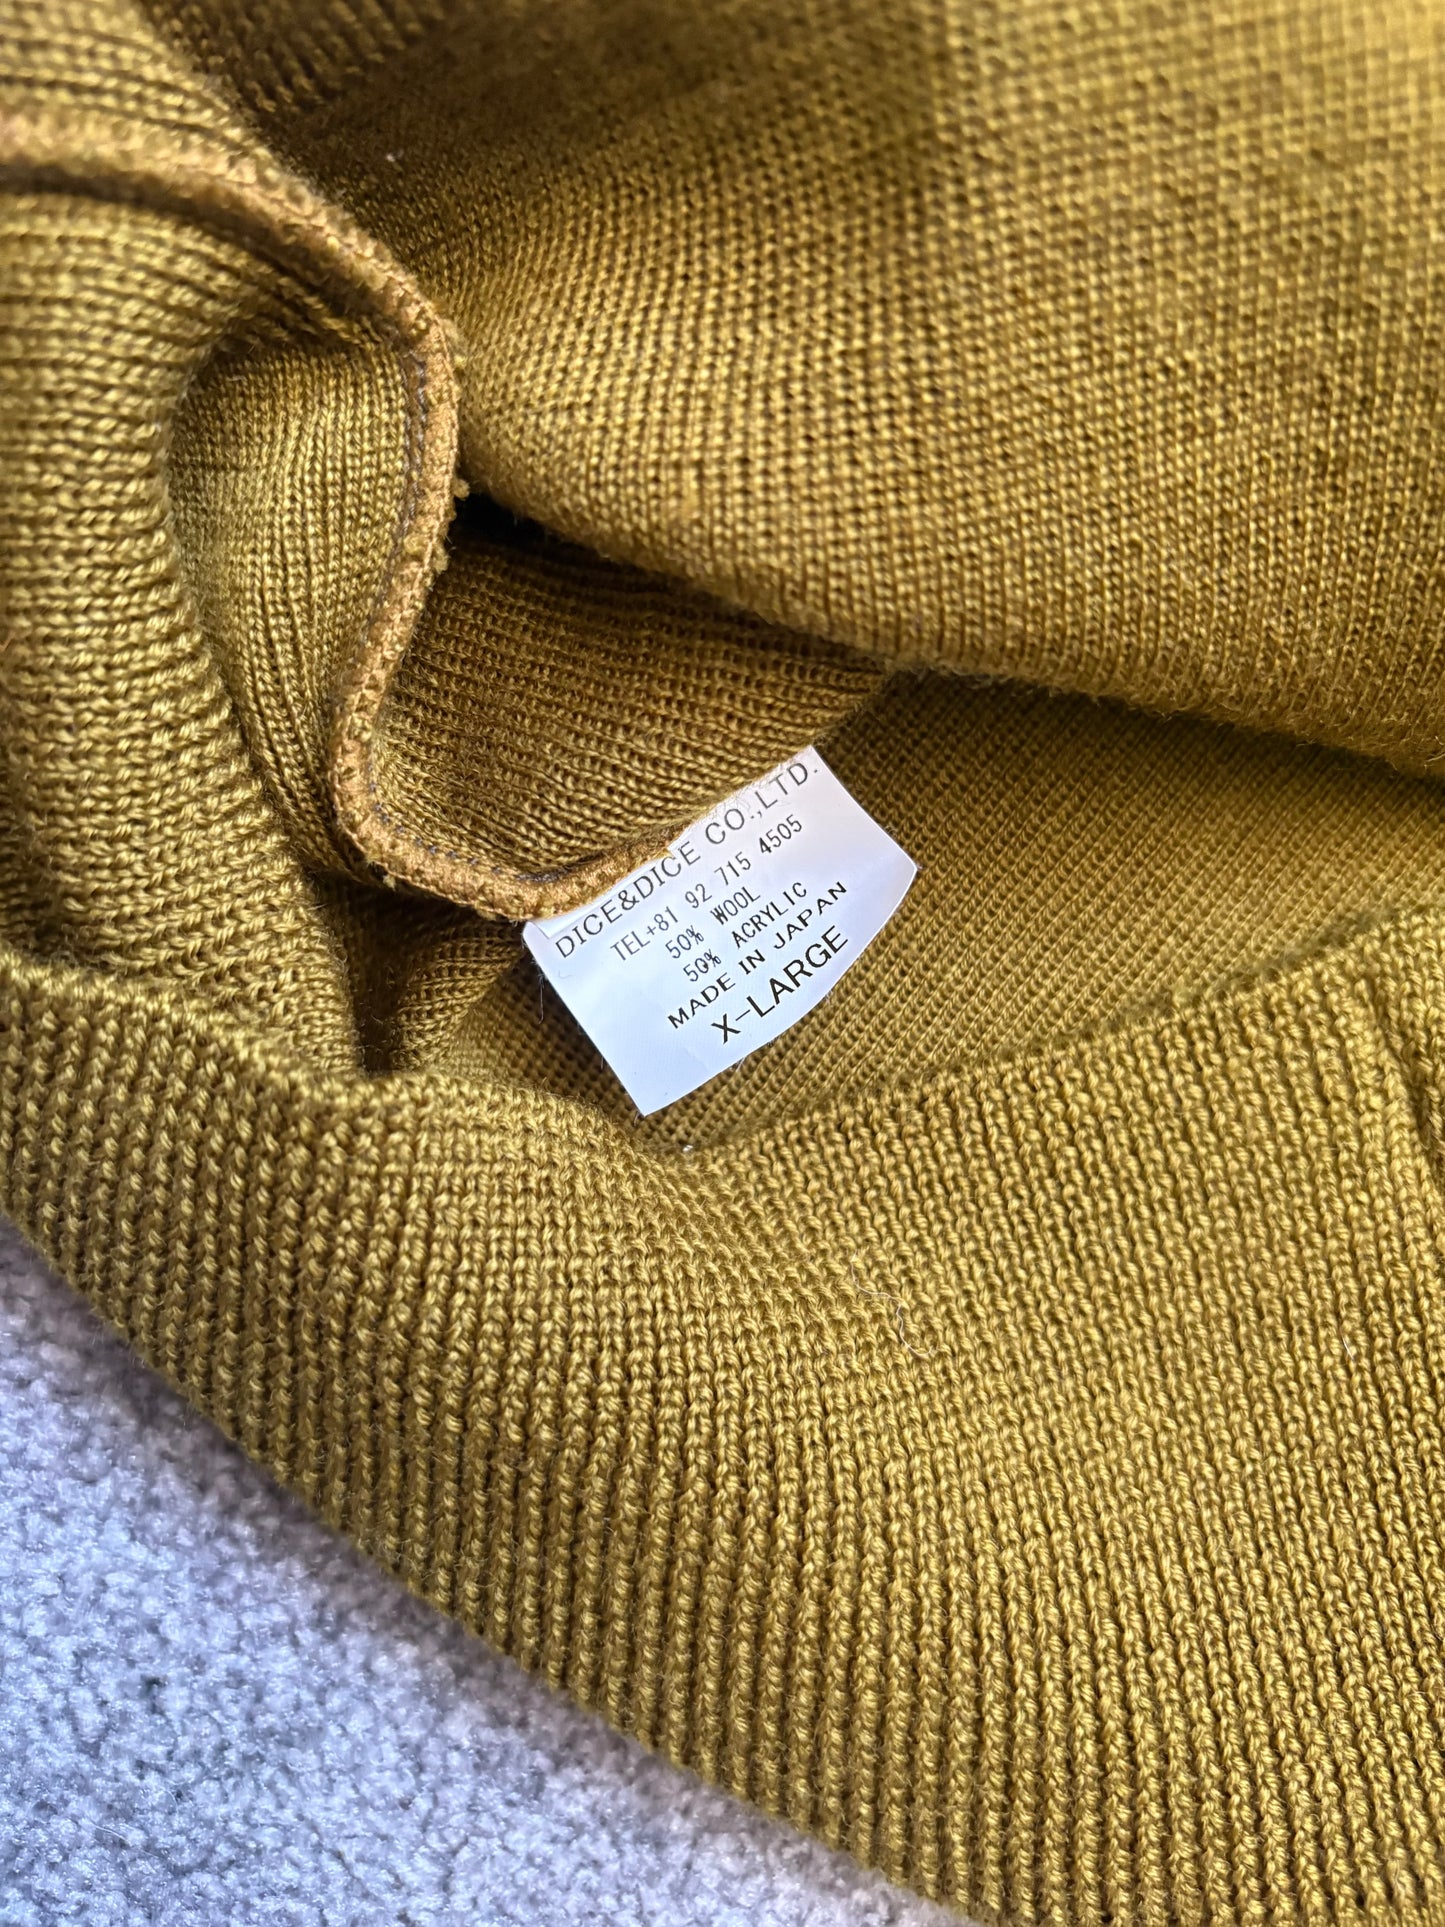 DICE&DICE CO.,LTD.
TEL+81 92 715 4505
50% WOOL
50% ACRYLIC
MADE IN JAPAN
X-LARGE